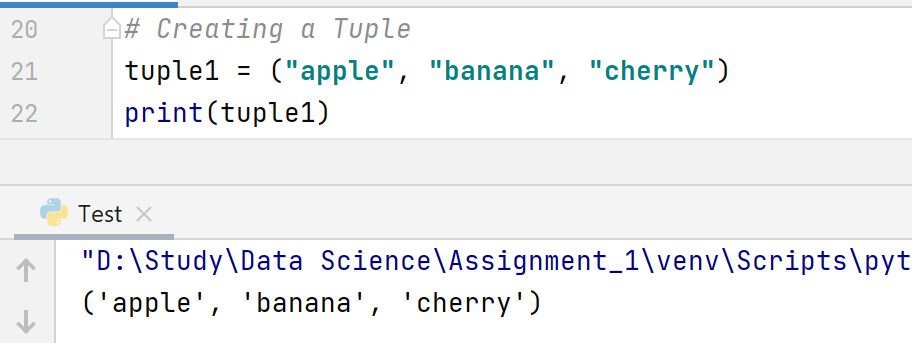 20 # Creating a Tuple
21 tuple1 = ("apple", "banana", "cherry")
22 print(tuple1)
Test
"D:\Study\Data Science\Assignment_1\venv\Scripts\pyt
('apple', 'banana', 'cherry')